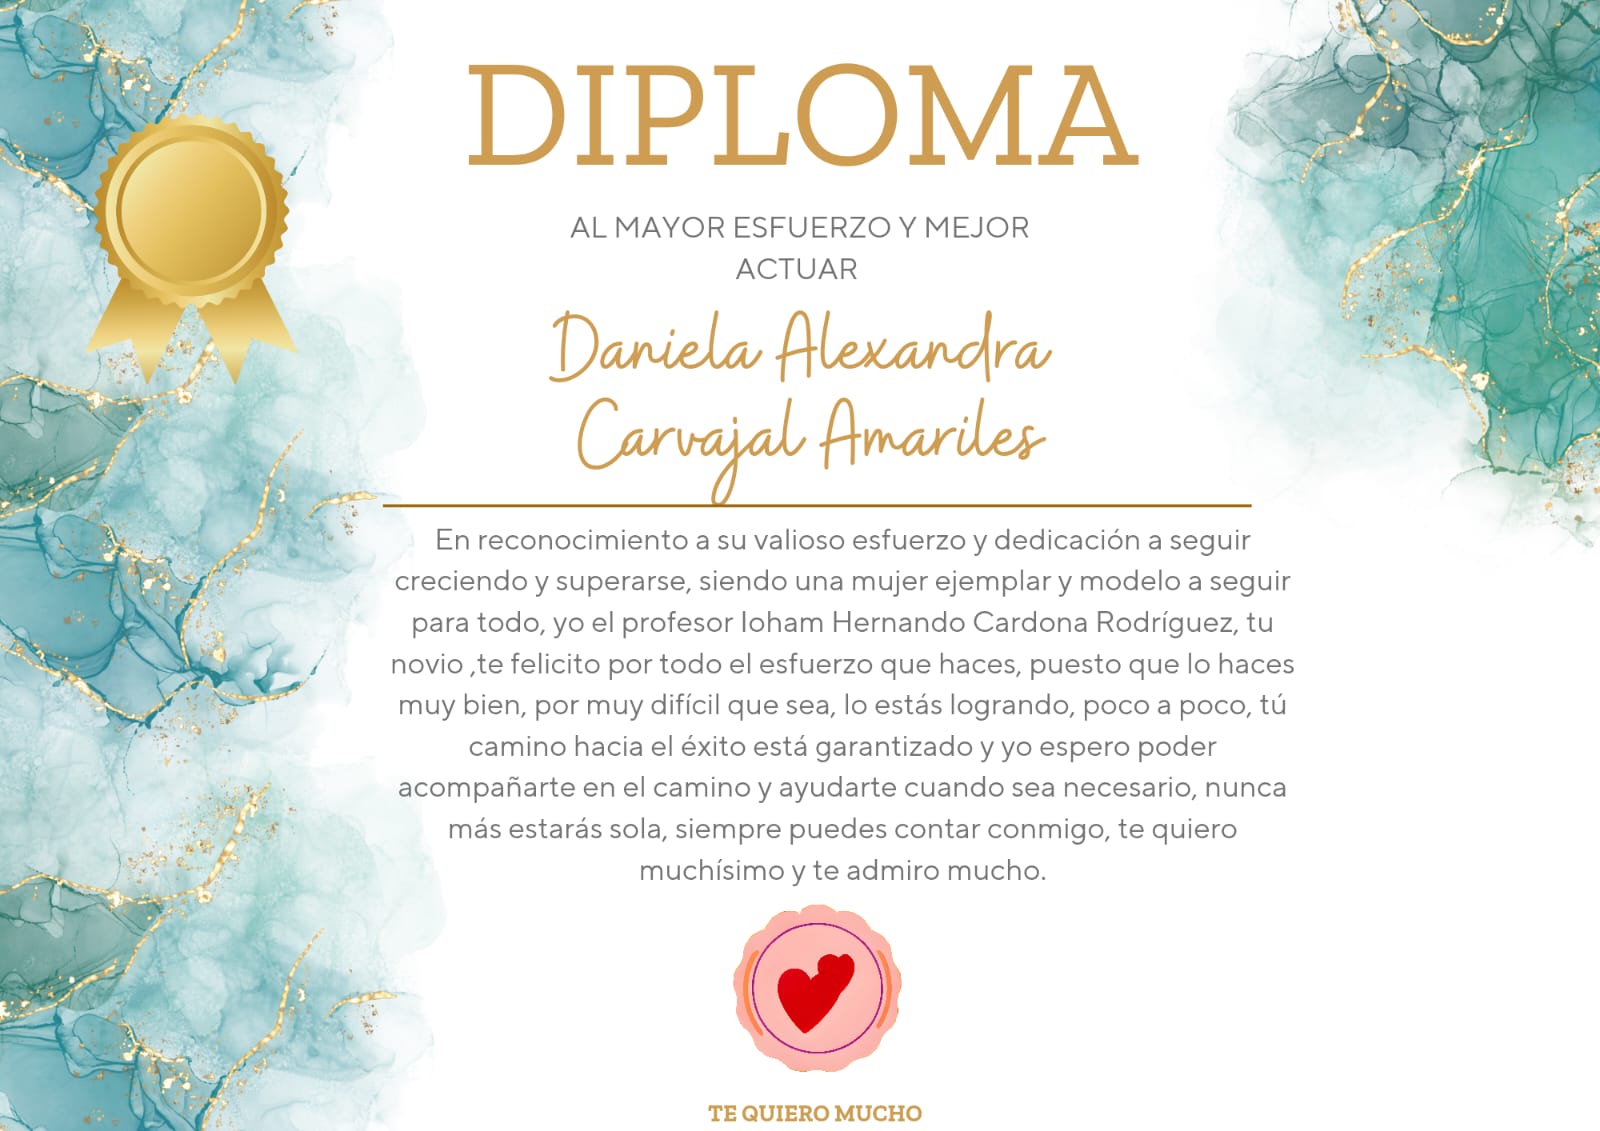 DIPLOMA
AL MAYOR ESFUERZO Y MEJOR
ACTUAR
Daniela Alexandra
Carvajal Amariles
En reconocimiento a su valioso esfuerzo y dedicación a seguir
creciendo y superarse, siendo una mujer ejemplar y modelo a seguir
para todo, yo el profesor Ioham Hernando Cardona Rodríguez, tu
novio ,te felicito por todo el esfuerzo que haces, puesto que lo haces
muy bien, por muy difícil que sea, lo estás logrando, poco a poco, tú
camino hacia el éxito está garantizado y yo espero poder
acompañarte en el camino y ayudarte cuando sea necesario, nunca
más estarás sola, siempre puedes contar conmigo, te quiero
muchísimo y te admiro mucho.
TE QUIERO MUCHO